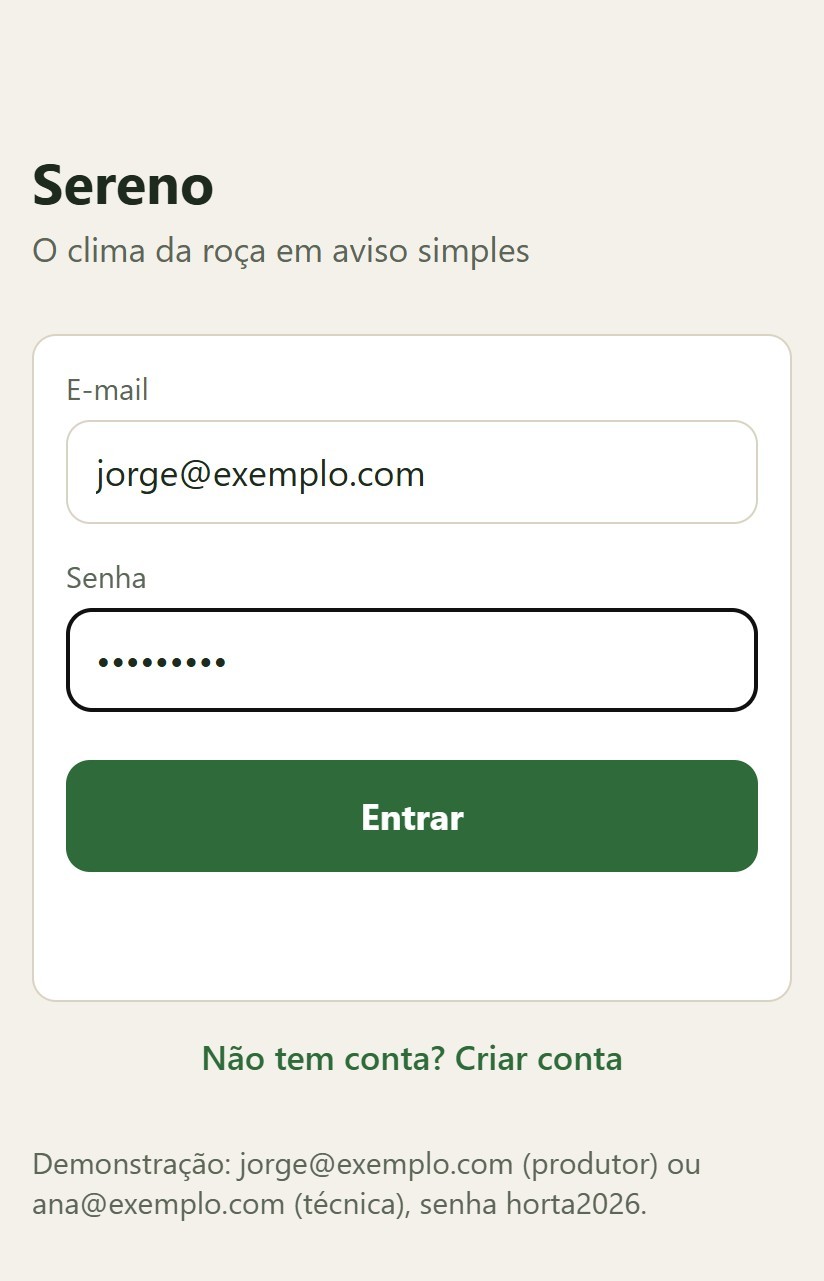 Sereno
O clima da roça em aviso simples
E-mail
jorge@exemplo.com
Senha
•••••••••
Entrar
Não tem conta? Criar conta
Demonstração: jorge@exemplo.com (produtor) ou
ana@exemplo.com (técnica), senha horta2026.